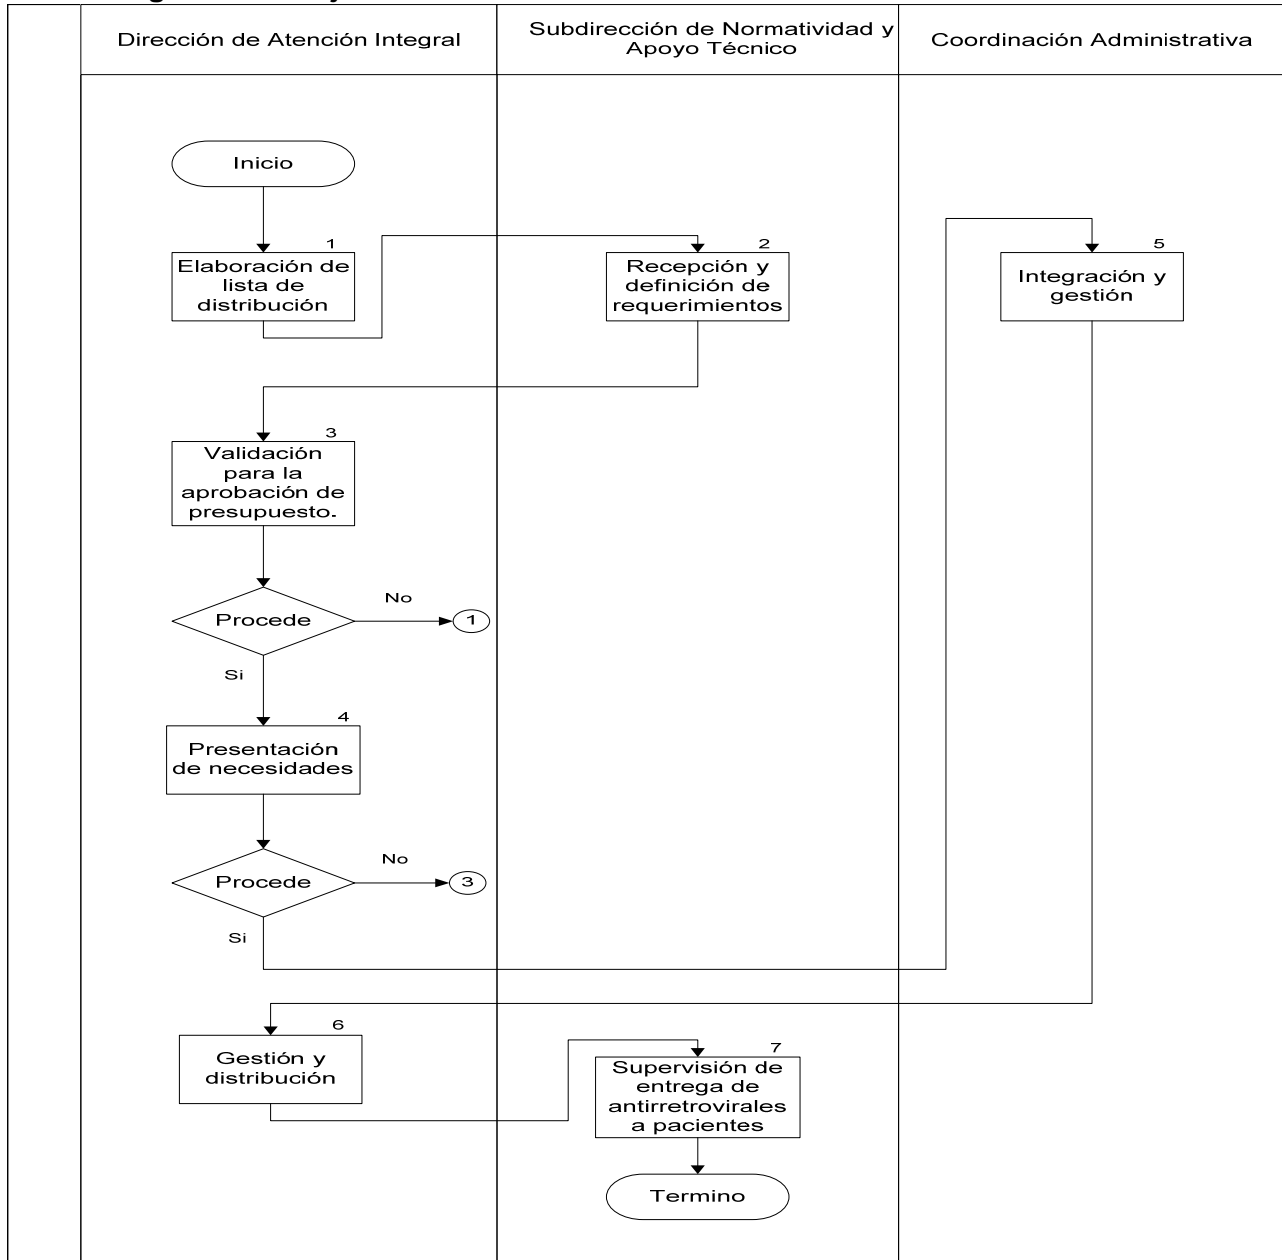 Dirección de Atención Integral
Subdirección de Normatividad y
Apoyo Técnico
Coordinación Administrativa
Inicio
1
Elaboración de
lista de
distribución
2
Recepción y
definición de
requerimientos
5
Integración y
gestión
3
Validación
para la
aprobación de
presupuesto.
Procede
No
1
Si
4
Presentación
de necesidades
Procede
No
3
Si
6
Gestión y
distribución
7
Supervisión de
entrega de
antirretrovirales
a pacientes
Termino